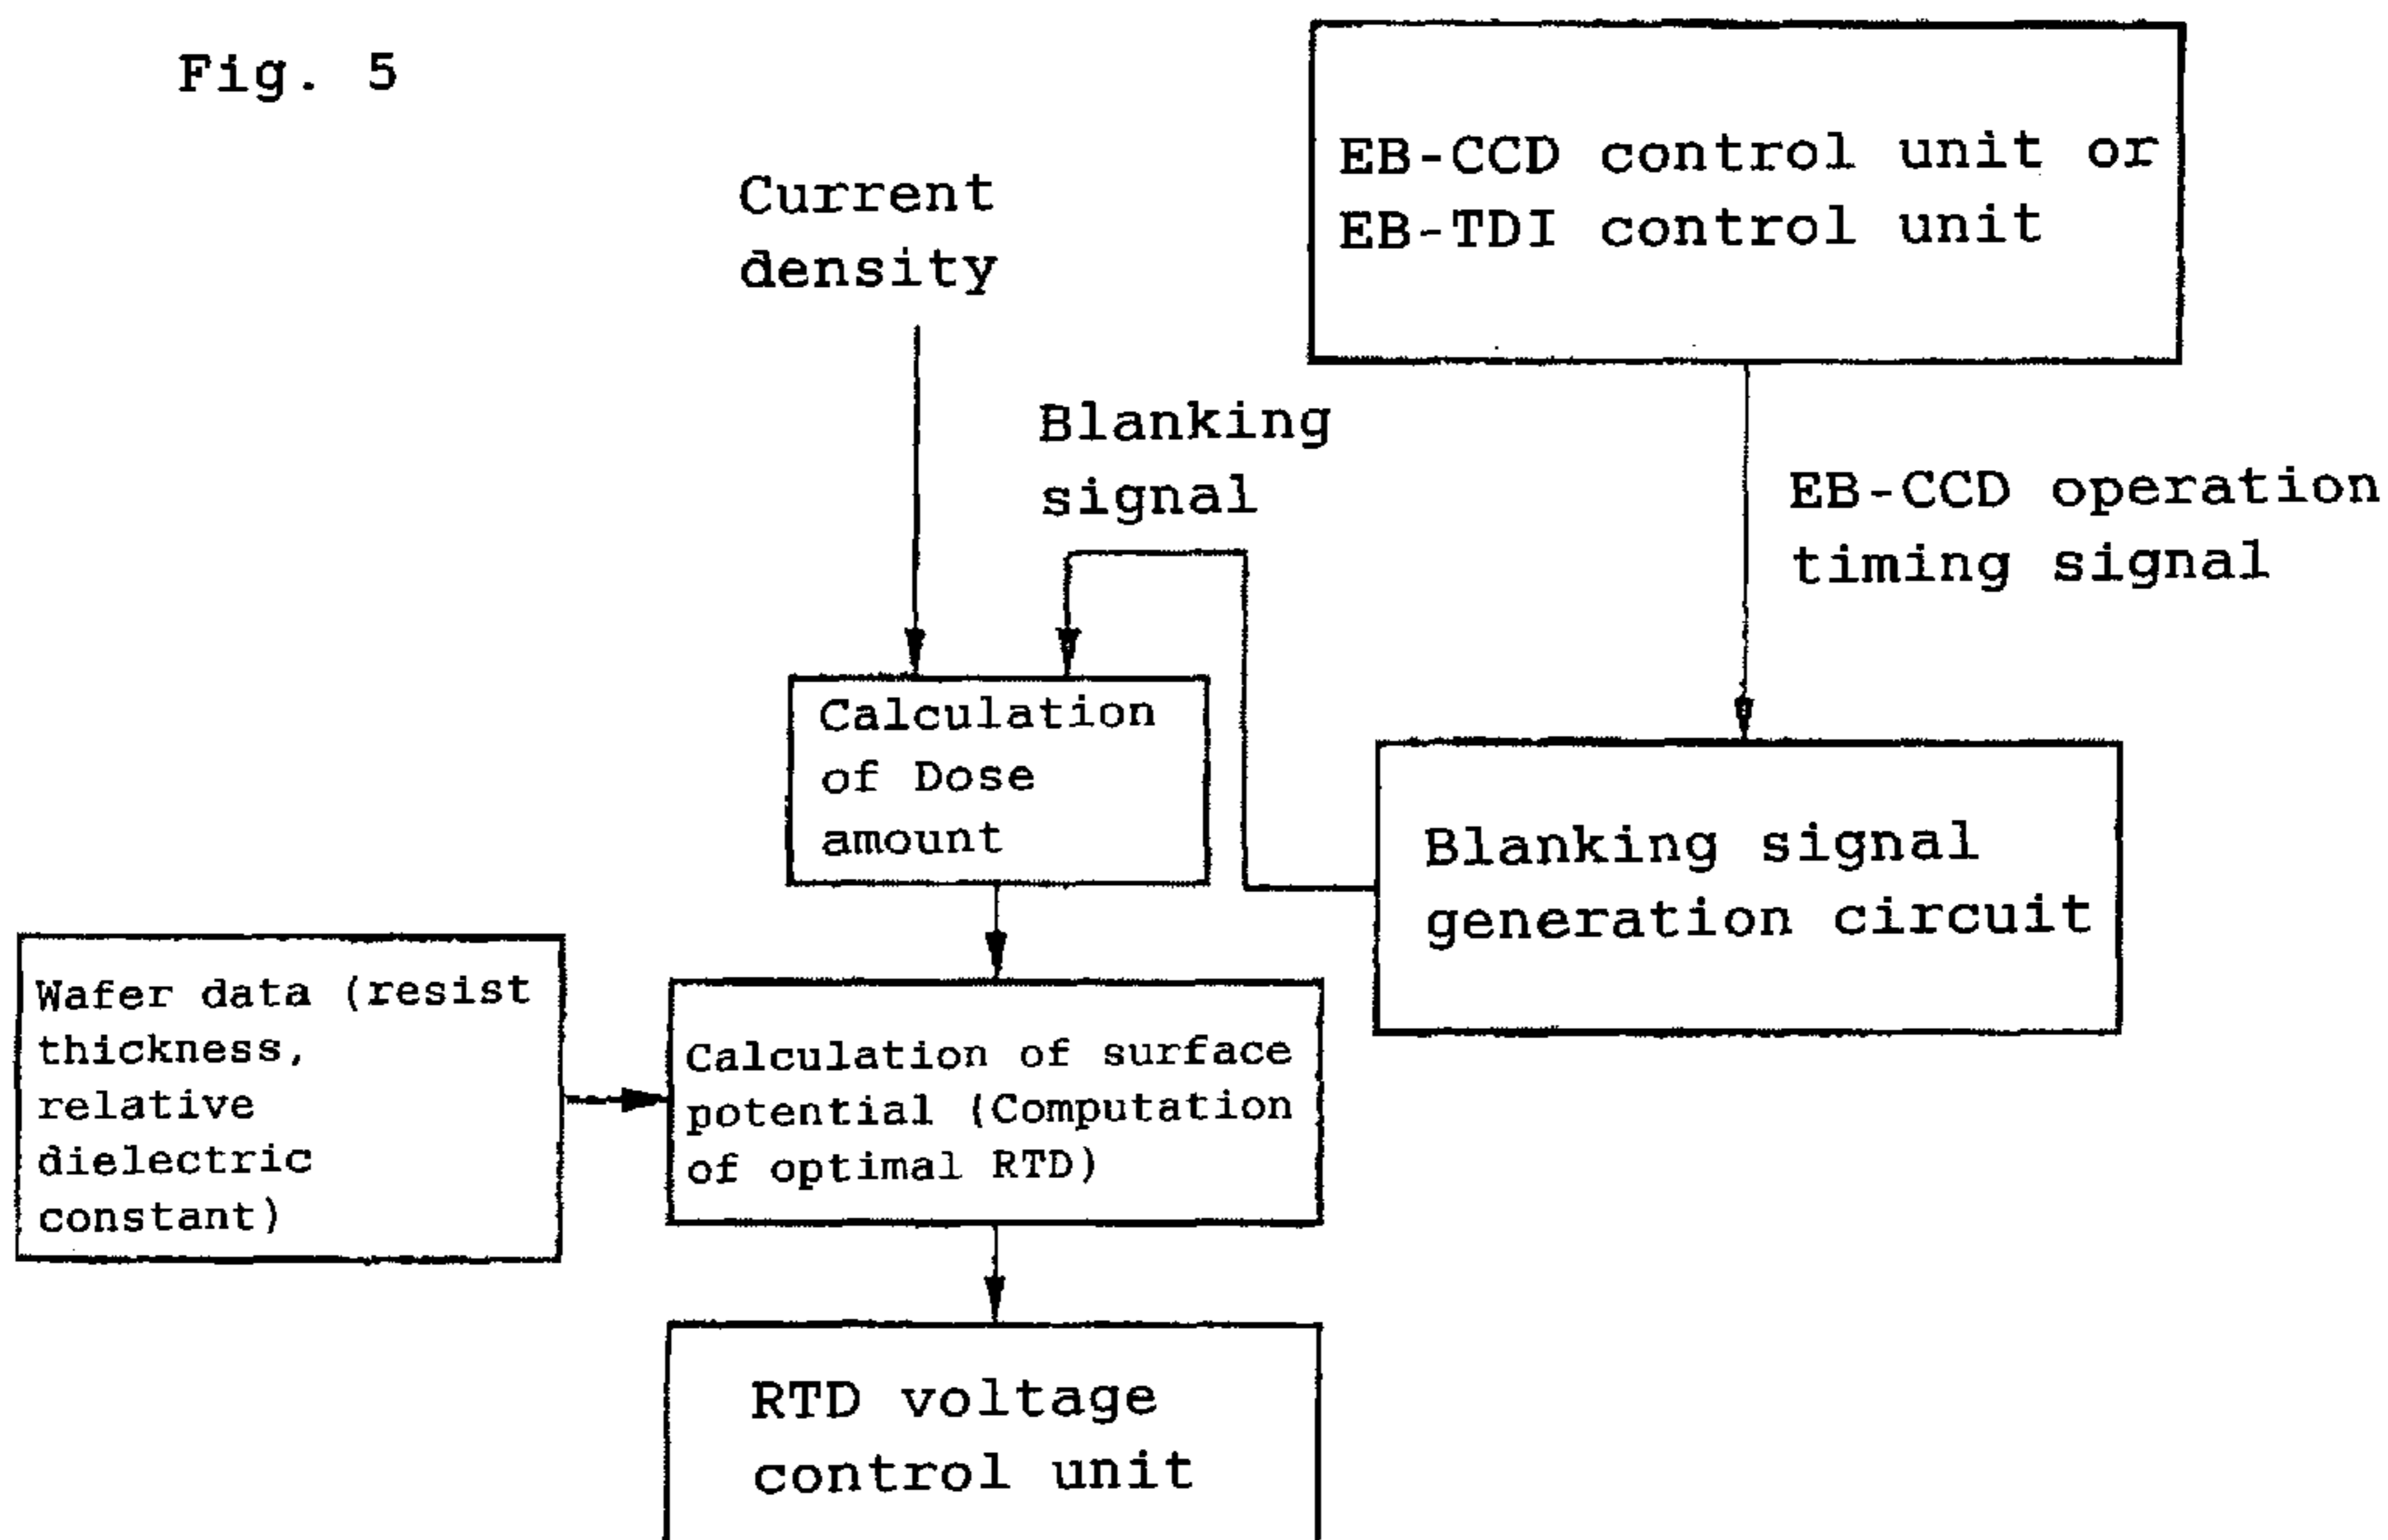 Fig. 5
EB-CCD control unit or
EB-TDI control unit
Current
density
Blanking
signal
EB-CCD operation
timing signal
Calculation
of Dose
amount
Blanking signal
generation circuit
Wafer data (resist
thickness,
relative
dielectric
constant)
Calculation of surface
potential (Computation
of optimal RTD)
RTD voltage
control unit